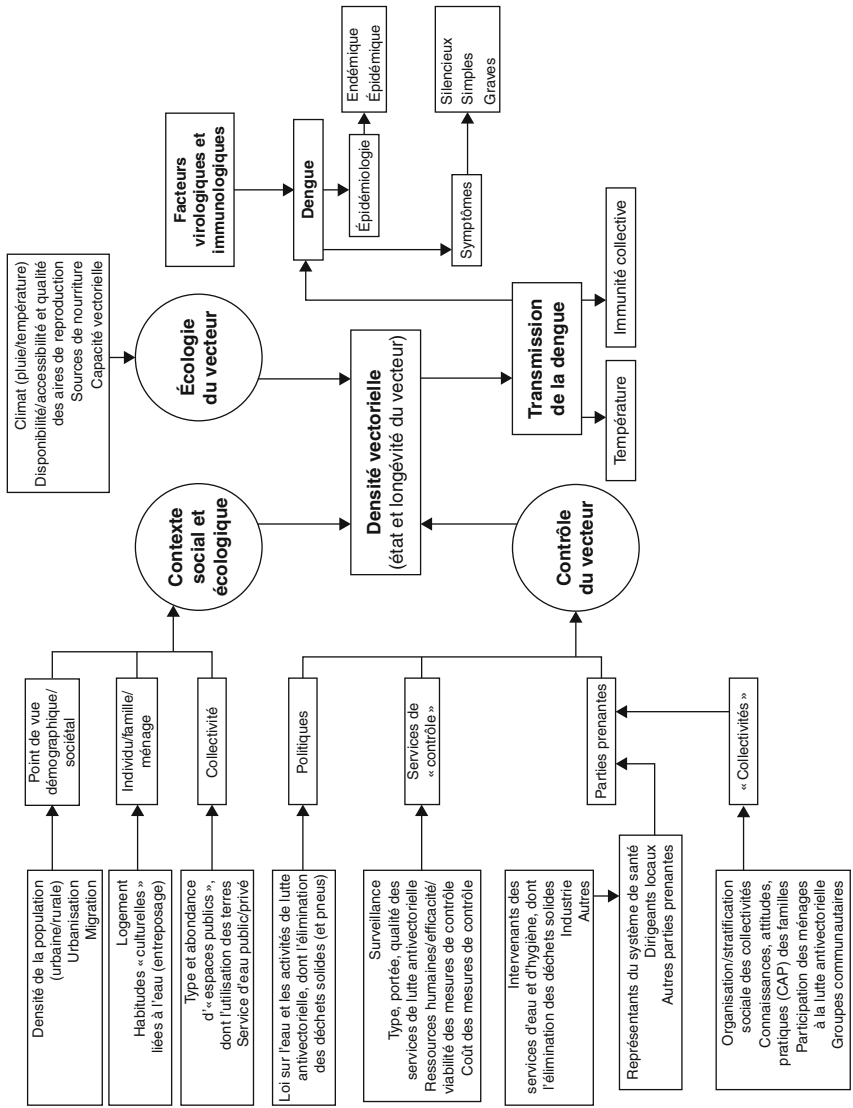 Densité de la population
(urbaine/rurale)
Urbanisation
Migration
Point de vue
démographique/
sociétal
Logement
Habitudes « culturelles »
liées à l'eau (entreposage)
Individu/famille/
ménage
Type et abondance
d'« espaces publics »,
dont l'utilisation des terres
Service d'eau public/privé
Collectivité
Contexte
social et
écologique
Climat (pluie/température)
Disponibilité/accessibilité et qualité
des aires de reproduction
Sources de nourriture
Capacité vectorielle
Écologie
du vecteur
Facteurs
virologiques et
immunologiques
Dengue
Épidémiologie
Endémique
Épidémique
Symptômes
Silencieux
Simples
Graves
Densité vectorielle
(état et longévité du vecteur)
Transmission
de la dengue
Température
Immunité collective
Loi sur l'eau et les activités de lutte
antivectorielle, dont l'élimination
des déchets solides (et pneus)
Politiques
Surveillance
Type, portée, qualité des
services de lutte antivectorielle
Ressources humaines/efficacité/
viabilité des mesures de contrôle
Coût des mesures de contrôle
Services de
« contrôle »
Contrôle
du vecteur
Intervenants des
services d'eau et d'hygiène, dont
l'élimination des déchets solides
Industrie
Autres
Parties prenantes
Représentants du système de santé
Dirigeants locaux
Autres parties prenantes
Organisation/stratification
sociale des collectivités
Connaissances, attitudes,
pratiques (CAP) des familles
Participation des ménages
à la lutte antivectorielle
Groupes communautaires
« Collectivités »